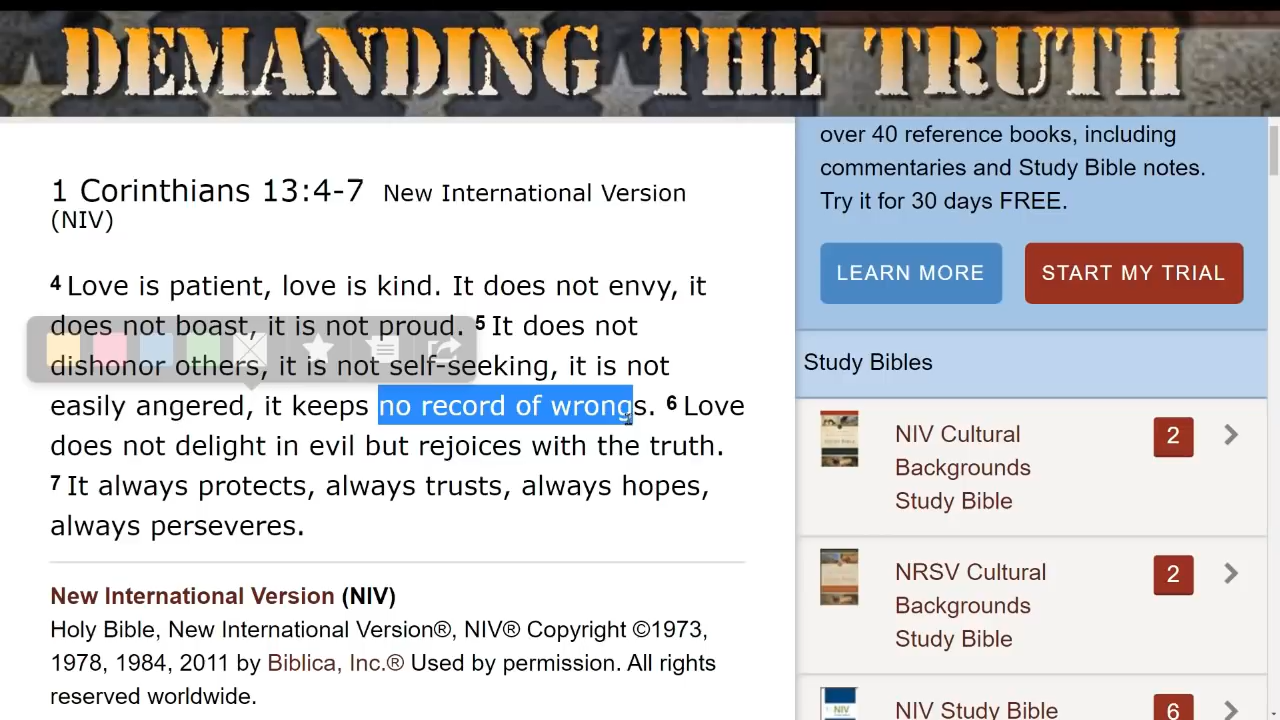 DEMANDING THE TRUTH
1 Corinthians 13:4-7 New International Version
(NIV)
4 Love is patient, love is kind. It does not envy, it
does not boast, it is not proud. 5 It does not
dishonor others, it is not self-seeking, it is not
easily angered, it keeps no record of wrongs. 6 Love
does not delight in evil but rejoices with the truth.
7 It always protects, always trusts, always hopes,
always perseveres.
New International Version (NIV)
Holy Bible, New International Version®, NIV® Copyright ©1973,
1978, 1984, 2011 by Biblica, Inc.® Used by permission. All rights
reserved worldwide.
over 40 reference books, including
commentaries and Study Bible notes.
Try it for 30 days FREE.
LEARN MORE
START MY TRIAL
Study Bibles
NIV Cultural
Backgrounds
Study Bible
2
NRSV Cultural
Backgrounds
Study Bible
2
NIV
NIV Study Bible
6